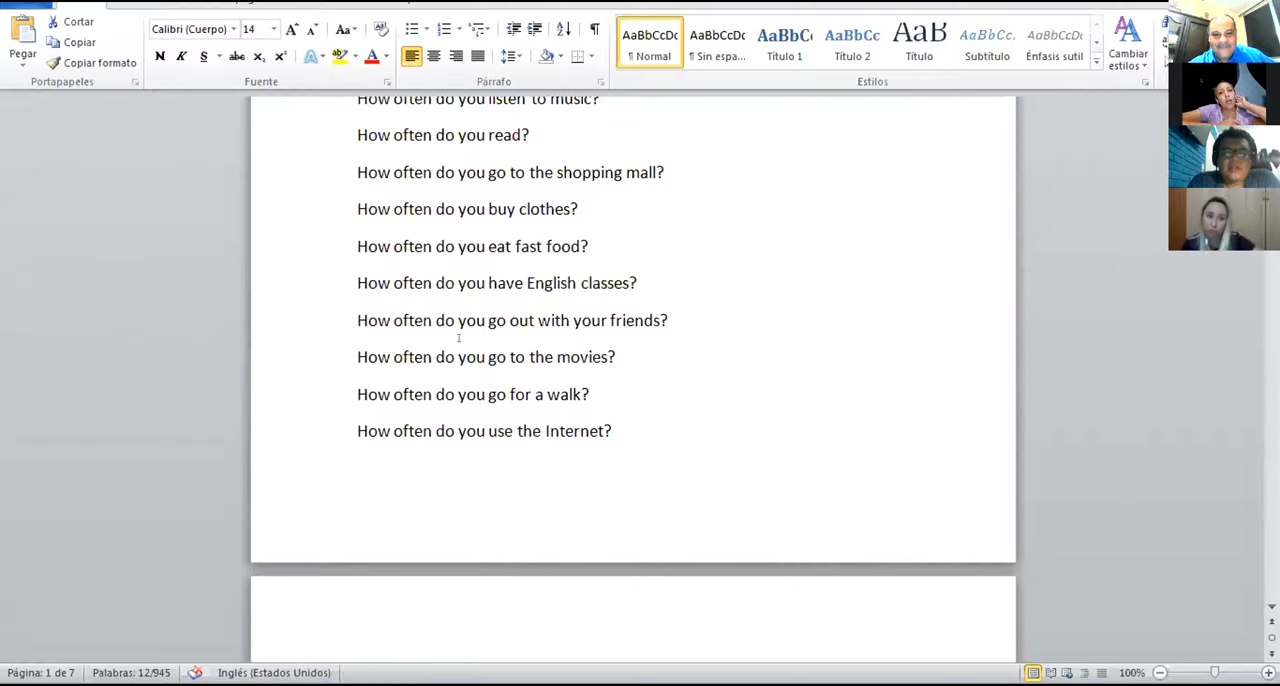 Cortar
Copiar
Copiar formato
Pegar
Portapapeles
Calibri (Cuerpo)
14
Aa
N K S abc x₂ x²
Fuente
Párrafo
AaBbCcDc
¶ Normal
AaBbCcDc
¶ Sin espa...
AaBbC
Título 1
AaBbCc
Título 2
AaB
Título
AaBbCc.
Subtítulo
AaBbCcDc
Énfasis sutil
Cambiar
estilos
Estilos
How often do you listen to music?
How often do you read?
How often do you go to the shopping mall?
How often do you buy clothes?
How often do you eat fast food?
How often do you have English classes?
How often do you go out with your friends?
How often do you go to the movies?
How often do you go for a walk?
How often do you use the Internet?
Página: 1 de 7
Palabras: 12/945
Inglés (Estados Unidos)
100%